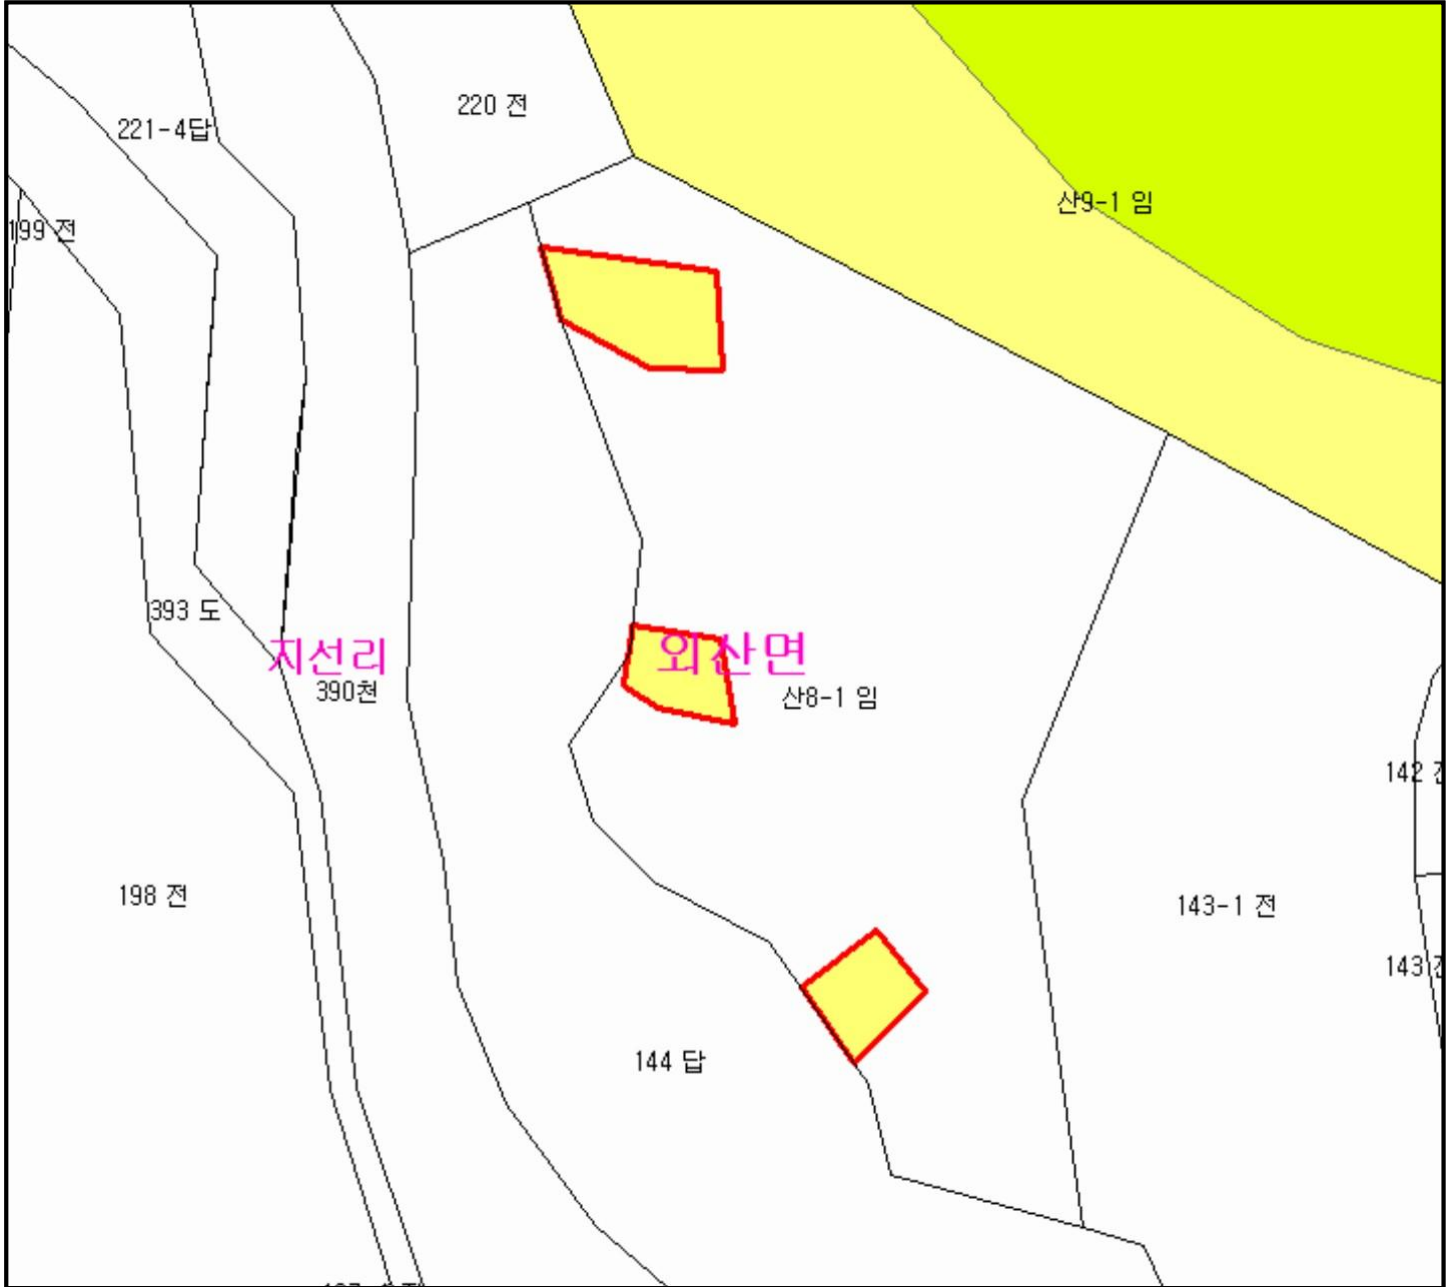 220 전
221-4답
산9-1 임
199 전
393 도
지선리
외산면
390천
산8-1 임
142 전
198 전
143-1 전
143
144 답